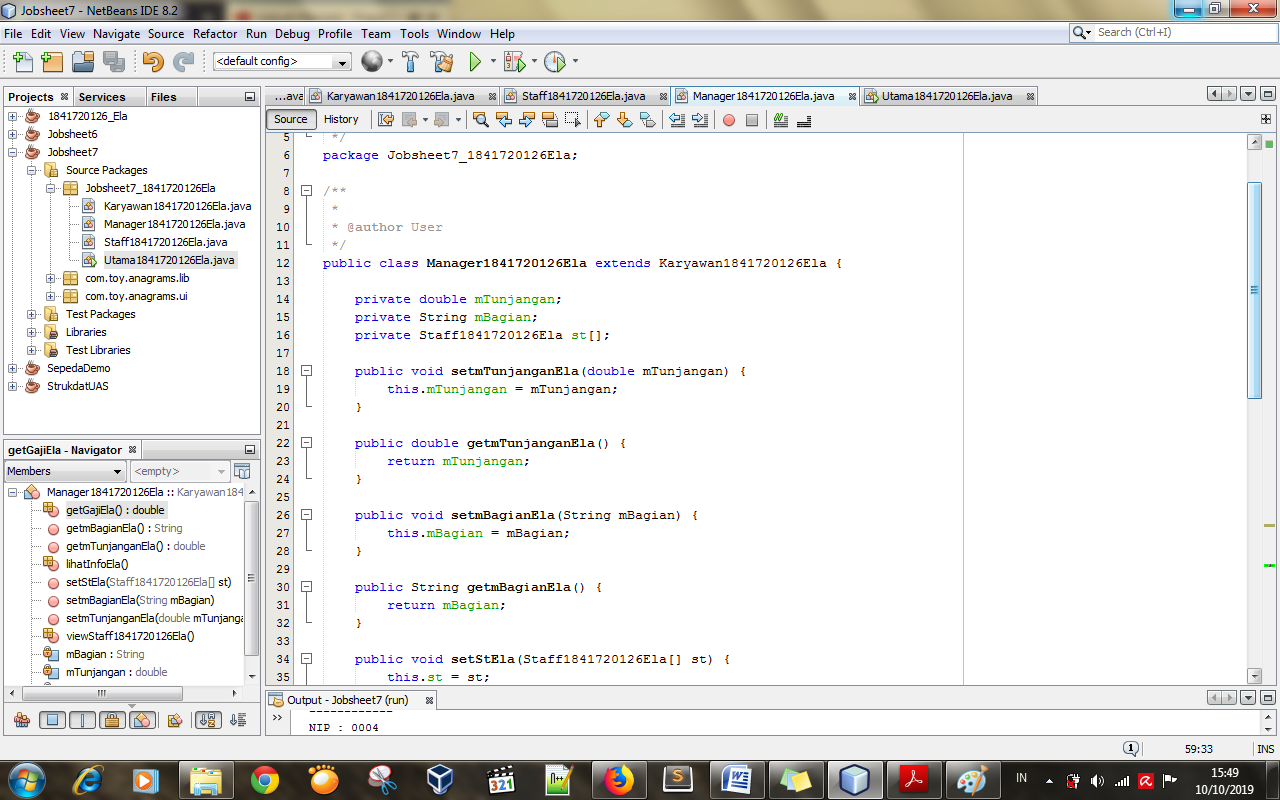 Jobsheet7 - NetBeans IDE 8.2
File Edit View Navigate Source Refactor Run Debug Profile Team Tools Window Help
Search (Ctrl+I)
<default config>
Projects Services Files
1841720126_Ela
Jobsheet6
Jobsheet7
Source Packages
Jobsheet7_1841720126Ela
Karyawan1841720126Ela.java
Manager1841720126Ela.java
Staff1841720126Ela.java
Utama1841720126Ela.java
com.toy.anagrams.lib
com.toy.anagrams.ui
Test Packages
Libraries
Test Libraries
SepedaDemo
StrukdatUAS
getGajiEla - Navigator
Members <empty>
Manager1841720126Ela :: Karyawan184
getGajiEla() : double
getmBagianEla() : String
getmTunjanganEla() : double
lihatInfoEla()
setStEla(Staff1841720126Ela[] st)
setmBagianEla(String mBagian)
setmTunjanganEla(double mTunjanga
viewStaff1841720126Ela()
mBagian : String
mTunjangan : double
...ava Karyawan1841720126Ela.java Staff1841720126Ela.java Manager1841720126Ela.java Utama1841720126Ela.java
Source History
5 */
6 package Jobsheet7_1841720126Ela;
7
8 /**
9 *
10 * @author User
11 */
12 public class Manager1841720126Ela extends Karyawan1841720126Ela {
13
14 private double mTunjangan;
15 private String mBagian;
16 private Staff1841720126Ela st[];
17
18 public void setmTunjanganEla(double mTunjangan) {
19 this.mTunjangan = mTunjangan;
20 }
21
22 public double getmTunjanganEla() {
23 return mTunjangan;
24 }
25
26 public void setmBagianEla(String mBagian) {
27 this.mBagian = mBagian;
28 }
29
30 public String getmBagianEla() {
31 return mBagian;
32 }
33
34 public void setStEla(Staff1841720126Ela[] st) {
35 this.st = st;
Output - Jobsheet7 (run)
------------
NIP : 0004
1 59:33 INS
321
IN
15:49
10/10/2019